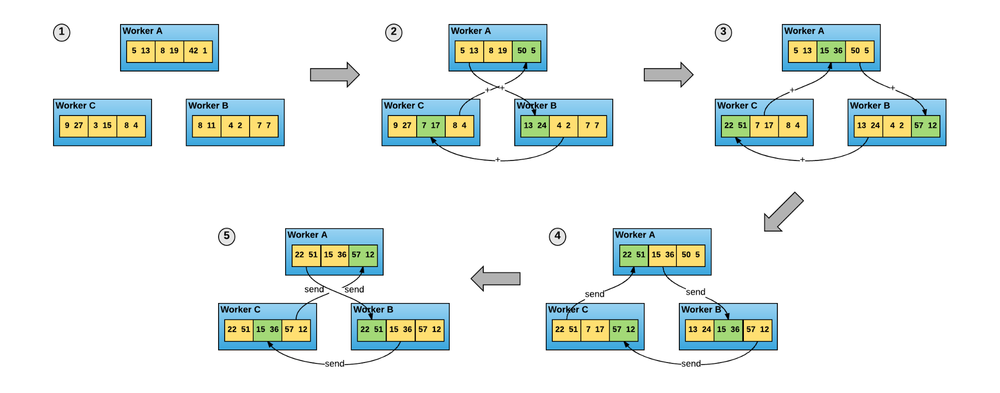 1
Worker A
5 13 8 19 42 1
Worker C
9 27 3 15 8 4
Worker B
8 11 4 2 7 7
2
Worker A
5 13 8 19 50 5
+ +
Worker C
9 27 7 17 8 4
Worker B
13 24 4 2 7 7
+
3
Worker A
5 13 15 36 50 5
+ +
Worker C
22 51 7 17 8 4
Worker B
13 24 4 2 57 12
+
5
Worker A
22 51 15 36 57 12
send send
Worker C
22 51 15 36 57 12
Worker B
22 51 15 36 57 12
send
4
Worker A
22 51 15 36 50 5
send send
Worker C
22 51 7 17 57 12
Worker B
13 24 15 36 57 12
send